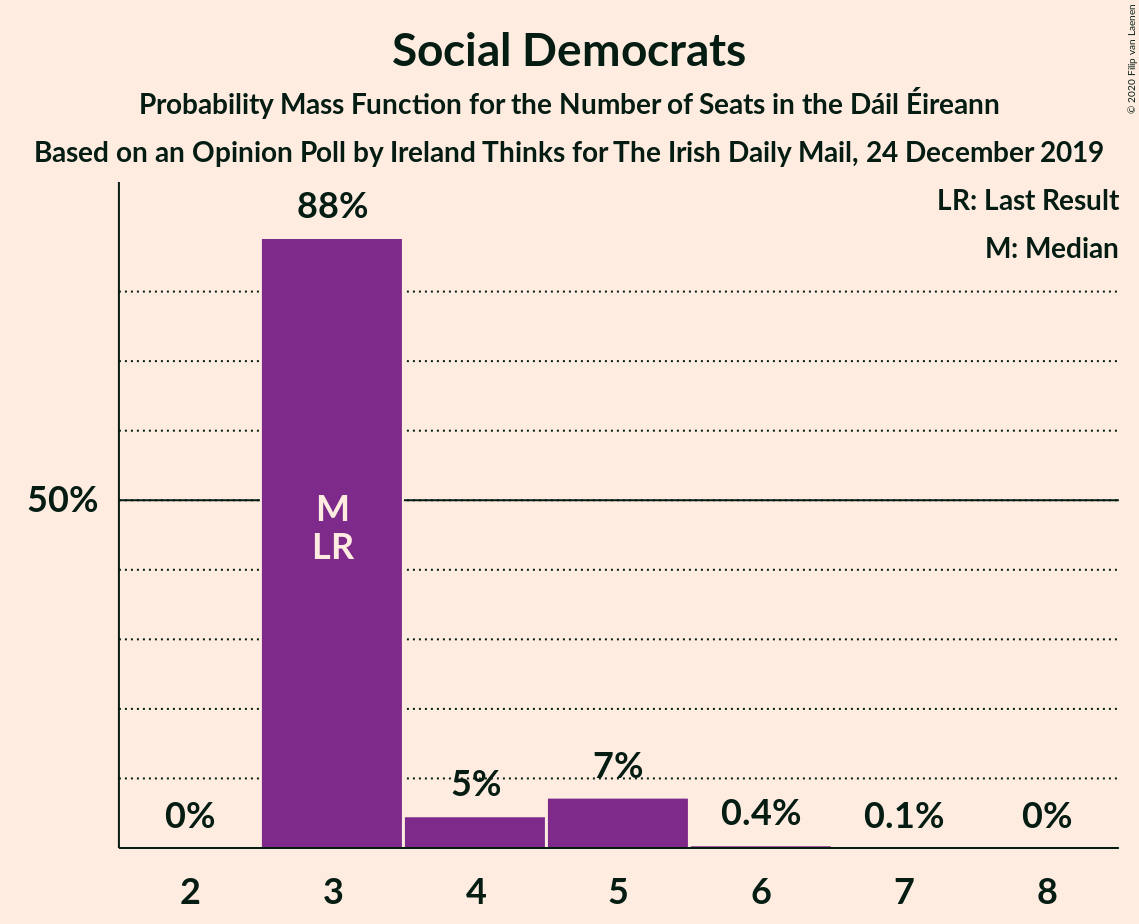 Social Democrats
Probability Mass Function for the Number of Seats in the Dáil Éireann
Based on an Opinion Poll by Ireland Thinks for The Irish Daily Mail, 24 December 2019
© 2020 Filip van Laenen
LR: Last Result
M: Median
88%
50%
M
LR
0%
5%
7%
0.4%
0.1%
0%
2 3 4 5 6 7 8